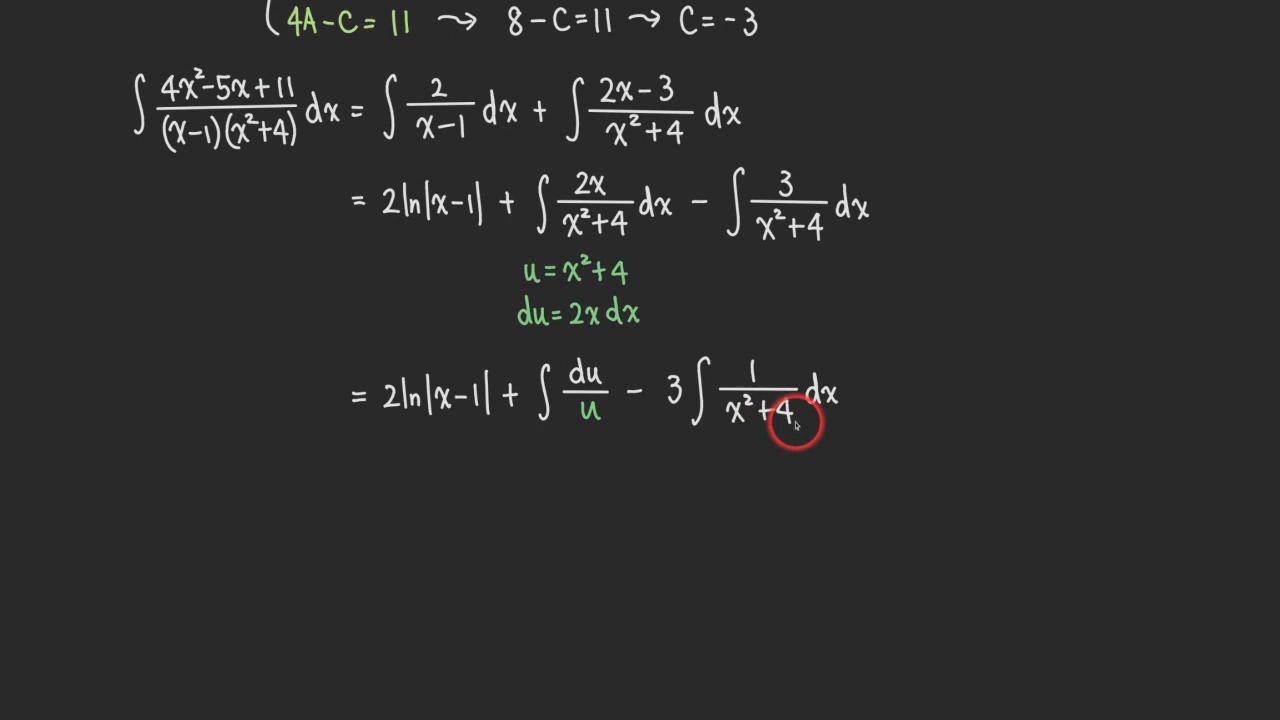 ( 4A-C = 11 ⤳ 8-C=11 ⤳ C=-3
∫ (4x²-5x+11)/((x-1)(x²+4)) dx = ∫ 2/(x-1) dx + ∫ (2x-3)/(x²+4) dx
= 2ln|x-1| + ∫ 2x/(x²+4) dx - ∫ 3/(x²+4) dx
u=x²+4
du=2x dx
= 2ln|x-1| + ∫ du/u - 3∫ 1/(x²+4) dx